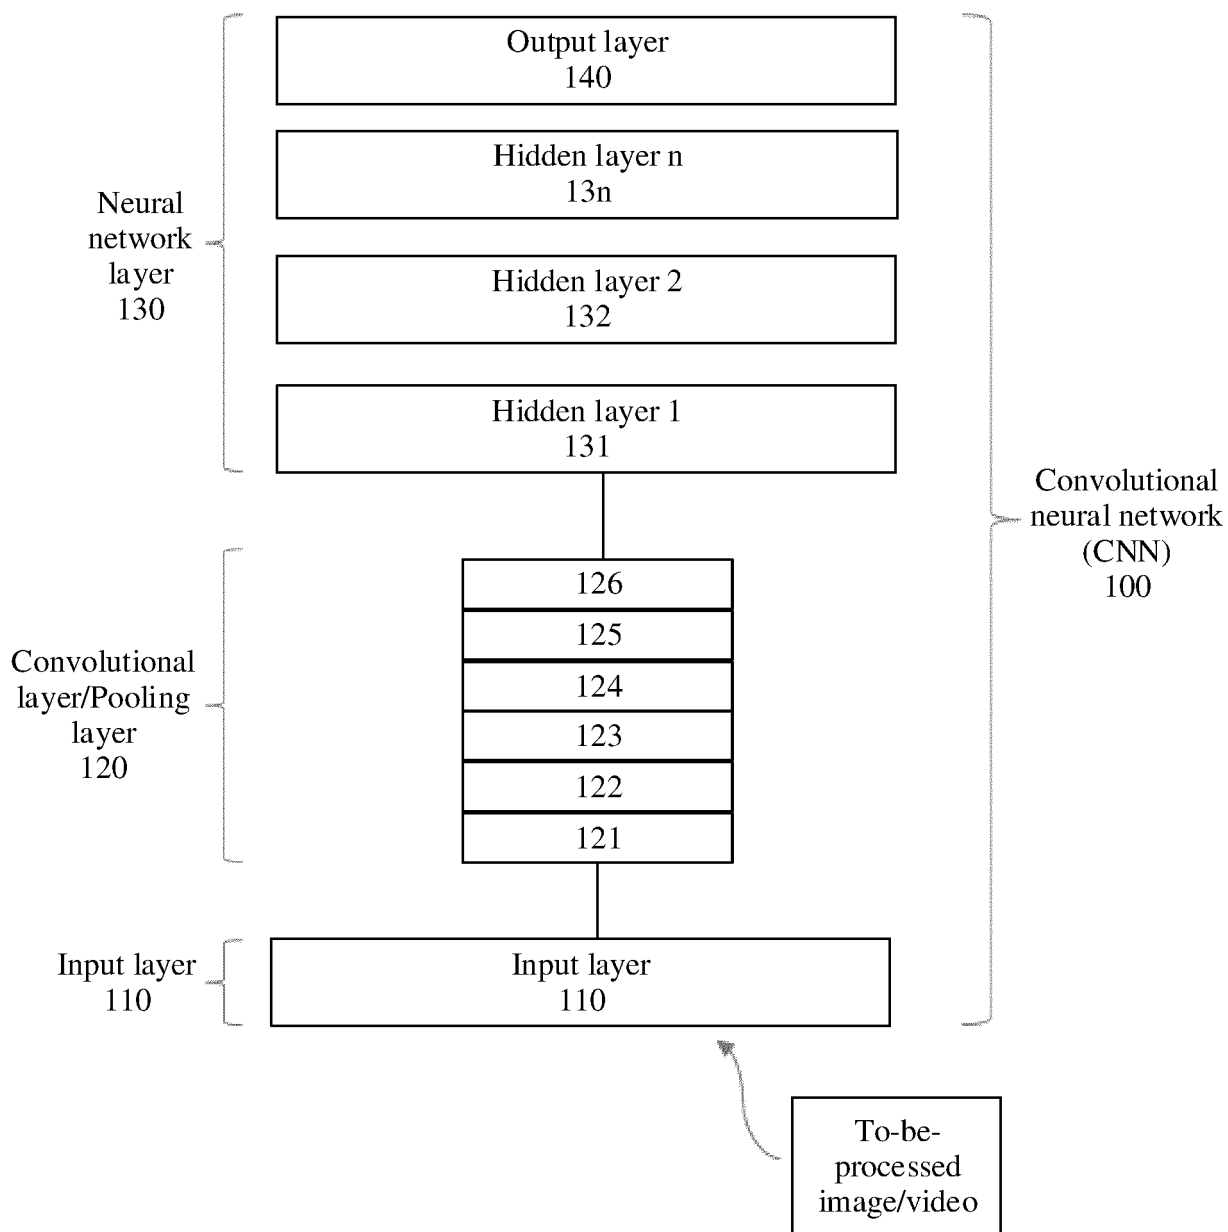 Output layer
140
Hidden layer n
13n
Neural
network
layer
130
Hidden layer 2
132
Hidden layer 1
131
Convolutional
neural network
(CNN)
100
126
125
124
123
122
121
Convolutional
layer/Pooling
layer
120
Input layer
110
Input layer
110
To-be-
processed
image/video